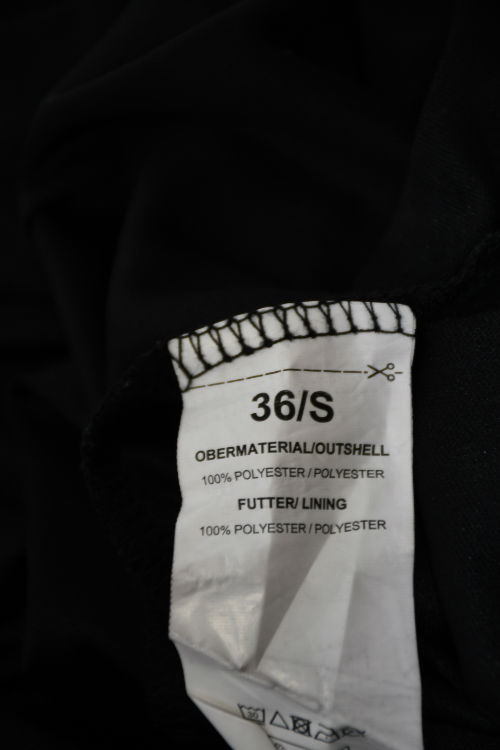 36/S
OBERMATERIAL/OUTSHELL
100% POLYESTER / POLYESTER
FUTTER/ LINING
100% POLYESTER / POLYESTER